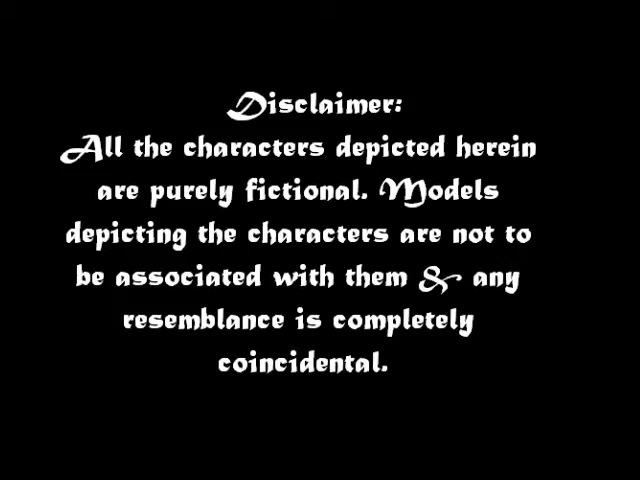 Disclaimer:
All the characters depicted herein
are purely fictional. Models
depicting the characters are not to
be associated with them & any
resemblance is completely
coincidental.